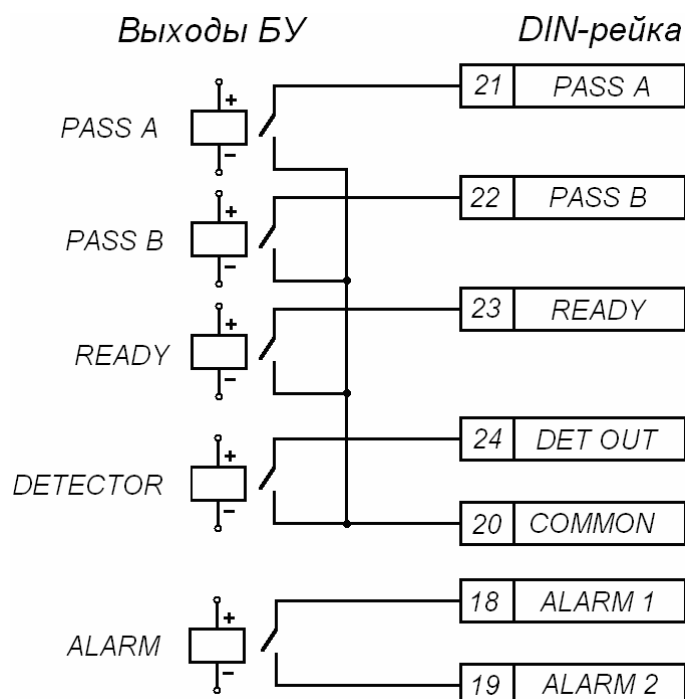 Выходы БУ DIN-рейка
+ 21 PASS A
PASS A
–
+ 22 PASS B
PASS B
–
+ 23 READY
READY
–
+ 24 DET OUT
DETECTOR
– 20 COMMON
+ 18 ALARM 1
ALARM
– 19 ALARM 2